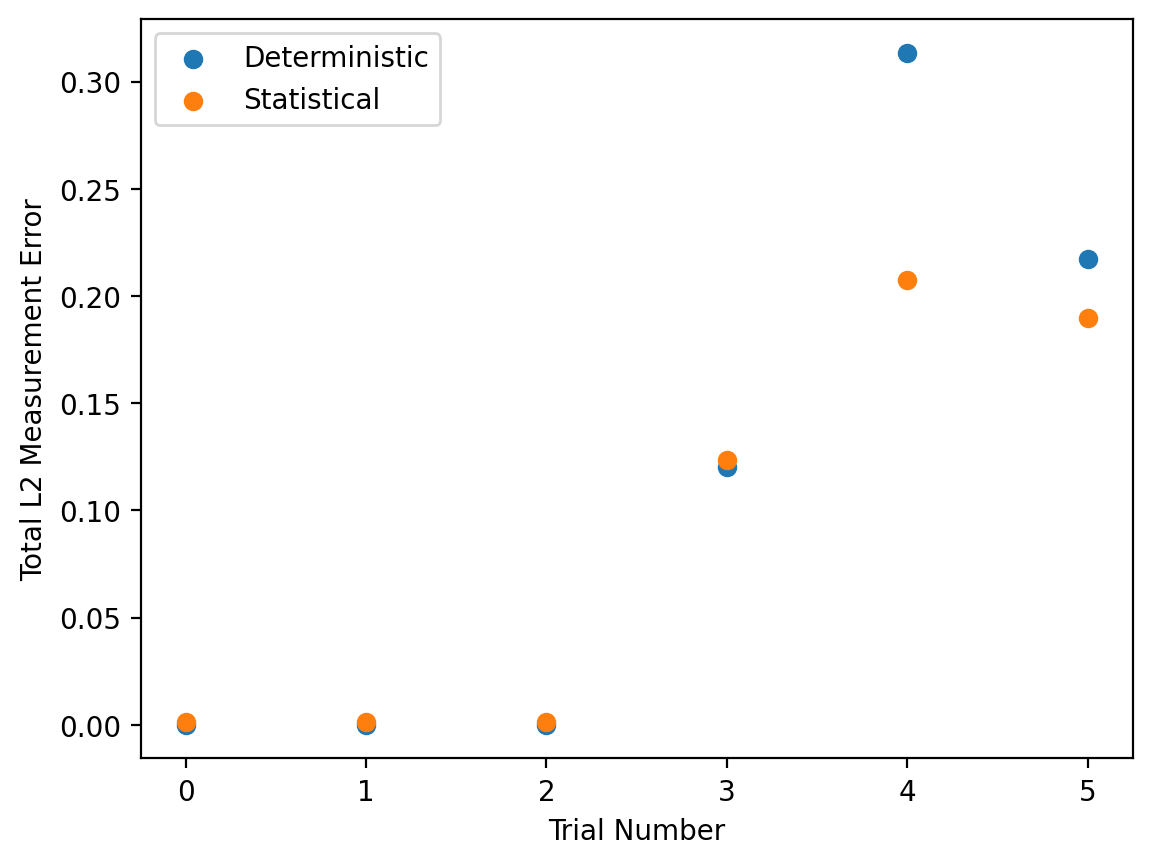 Deterministic
Statistical
0.30
0.25
0.20
0.15
0.10
0.05
0.00
Total L2 Measurement Error
0 1 2 3 4 5
Trial Number